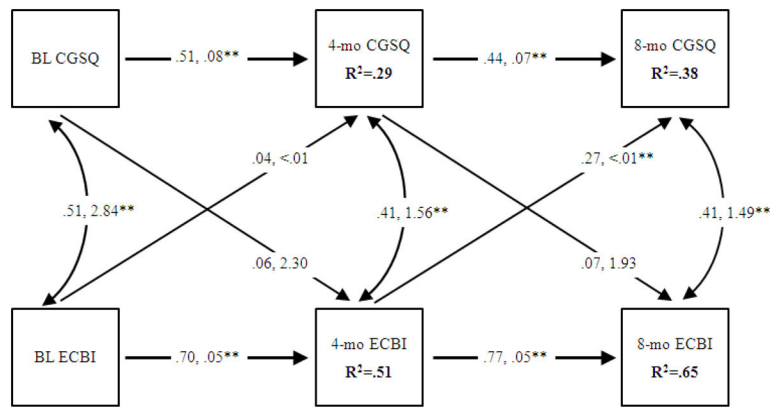 BL CGSQ
.51, .08**
4-mo CGSQ
R²=.29
.44, .07**
8-mo CGSQ
R²=.38
.04, <.01
.27, <.01**
.51, 2.84**
.41, 1.56**
.41, 1.49**
.06, 2.30
.07, 1.93
BL ECBI
.70, .05**
4-mo ECBI
R²=.51
.77, .05**
8-mo ECBI
R²=.65